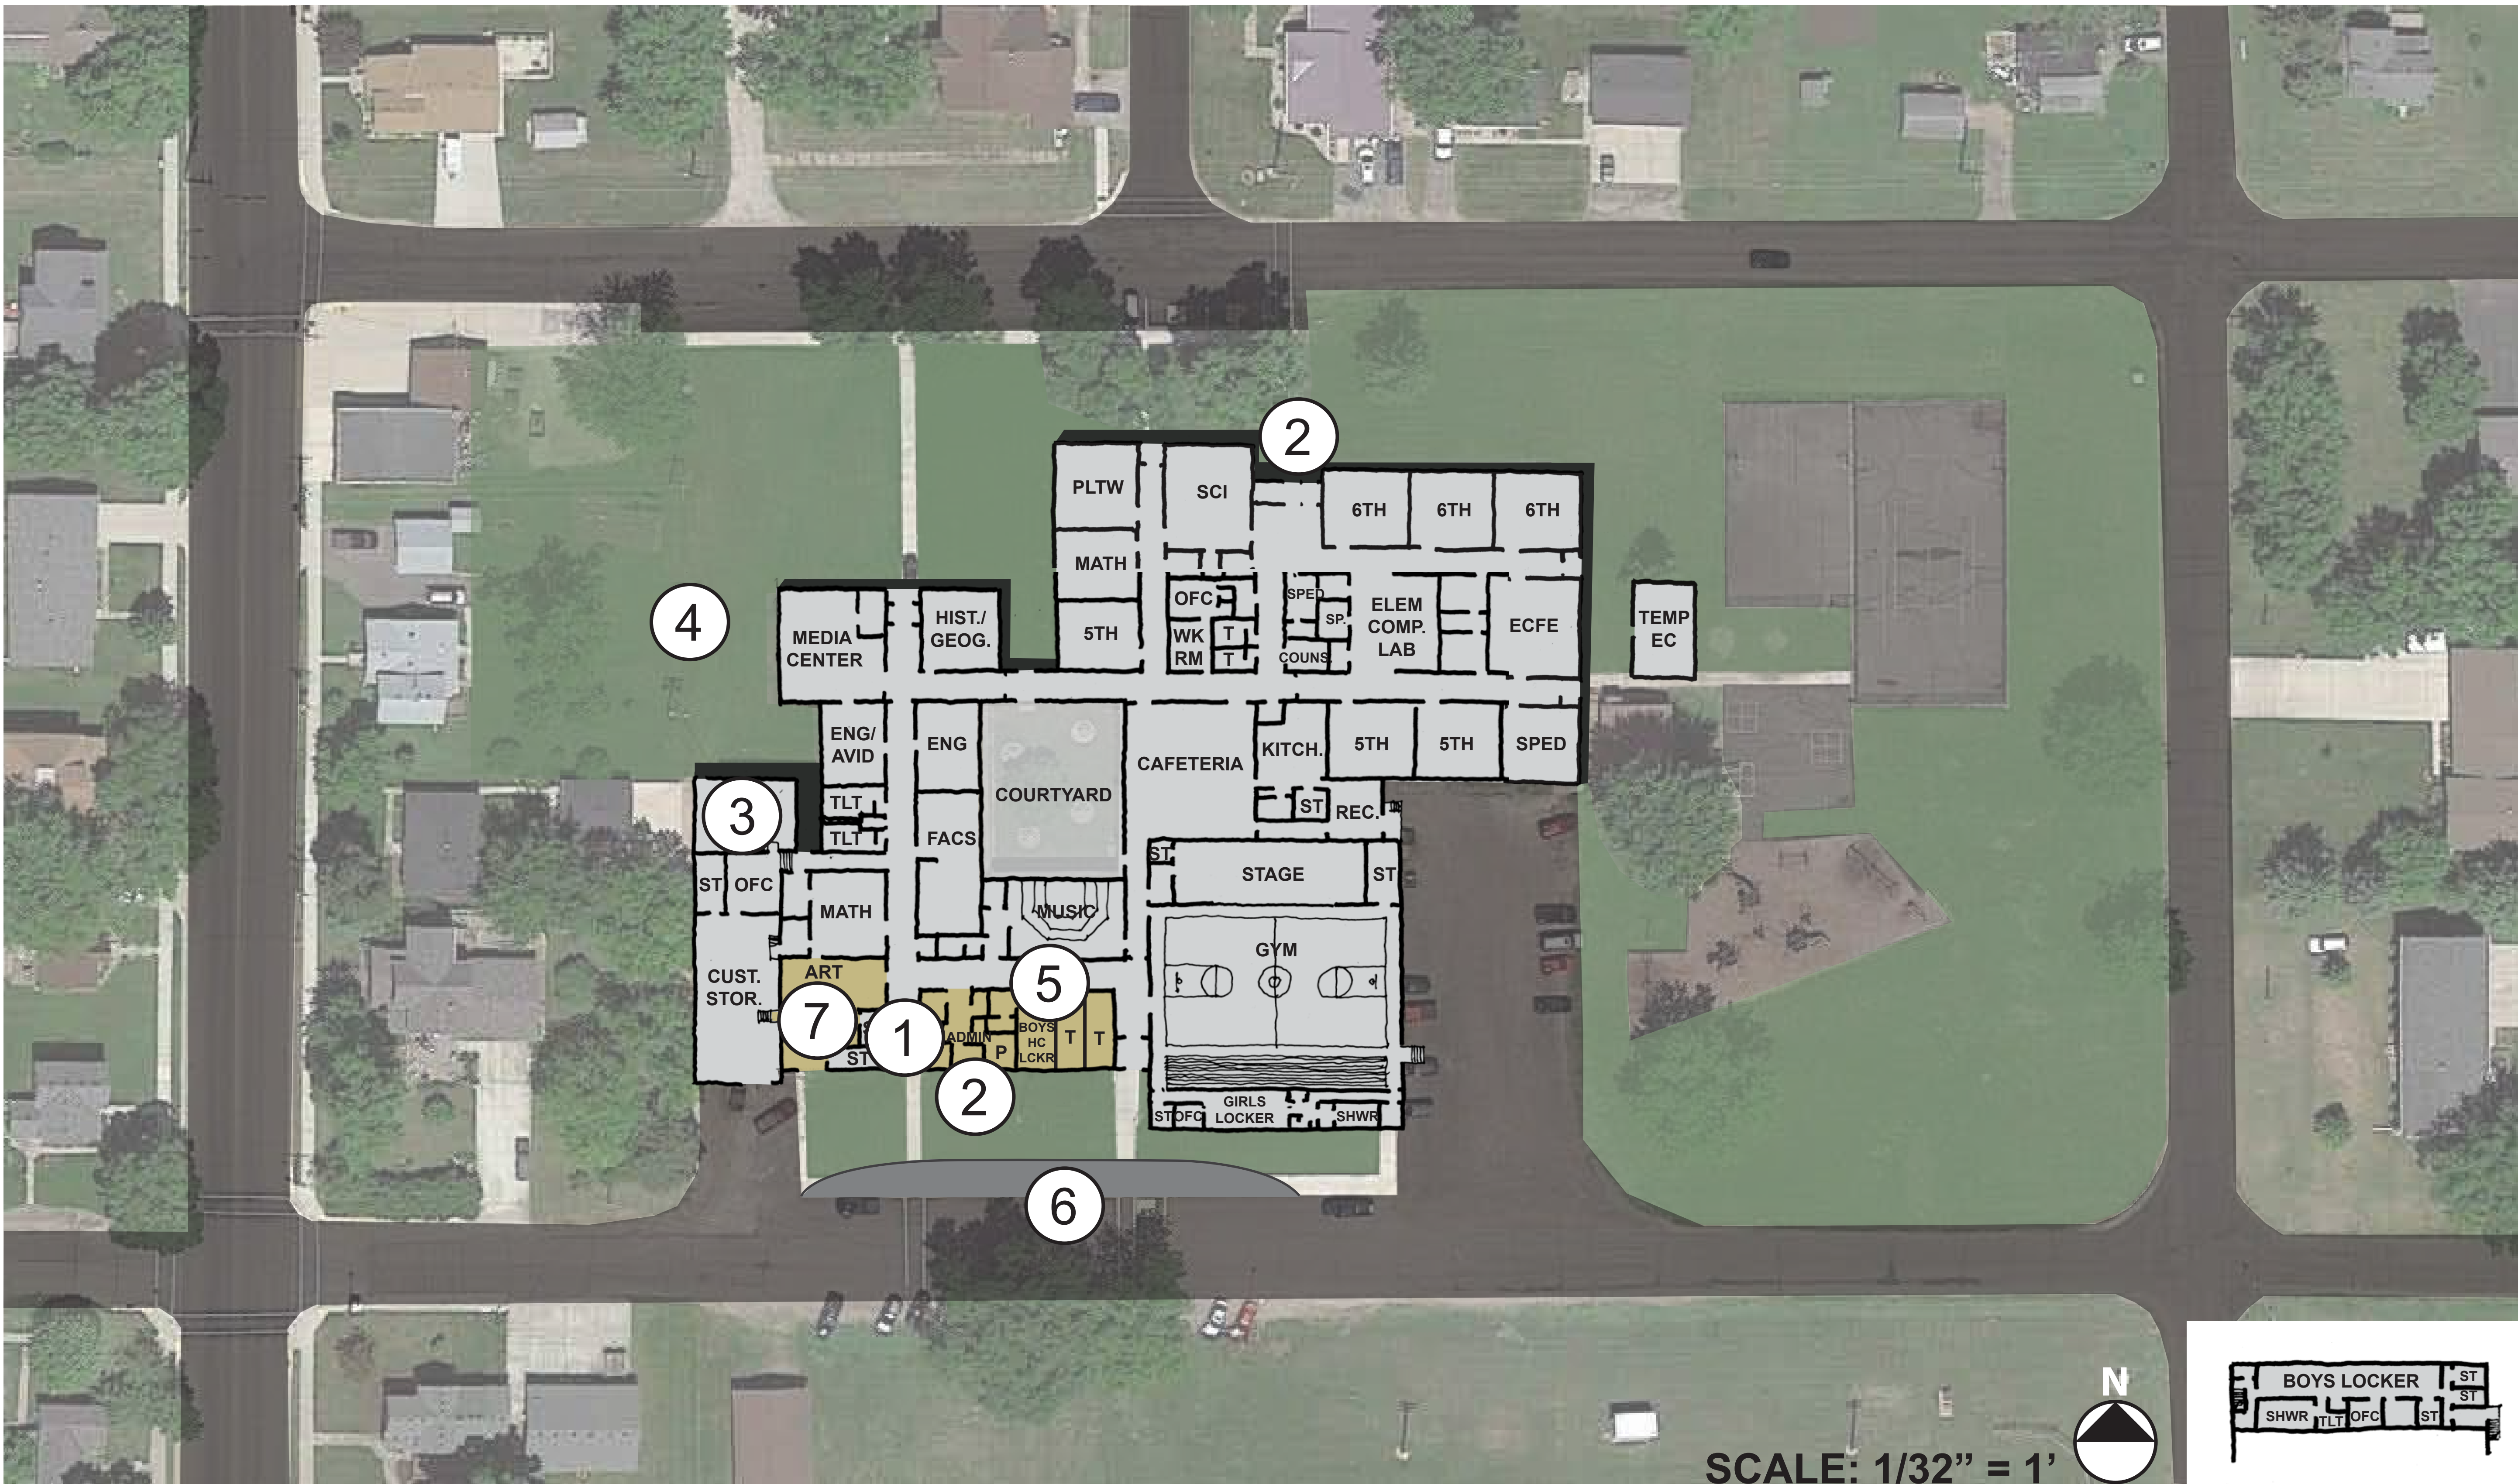 2
PLTW
SCI
6TH
6TH
6TH
MATH
OFC
SPED
SP.
ELEM
COMP.
LAB
ECFE
TEMP
EC
4
MEDIA
CENTER
HIST./
GEOG.
5TH
WK
RM
T
T
COUNS.
ENG/
AVID
ENG
COURTYARD
CAFETERIA
KITCH.
5TH
5TH
SPED
3
TLT
TLT
FACS
ST
REC.
ST
OFC
MATH
MUSIC
ST
STAGE
ST
GYM
CUST.
STOR.
ART
7
ST
1
ADMIN
P
5
BOYS
HC
LCKR
T
T
2
ST
OFC
GIRLS
LOCKER
SHWR
6
N
SCALE: 1/32” = 1’
BOYS LOCKER
ST
ST
SHWR
TLT
OFC
ST